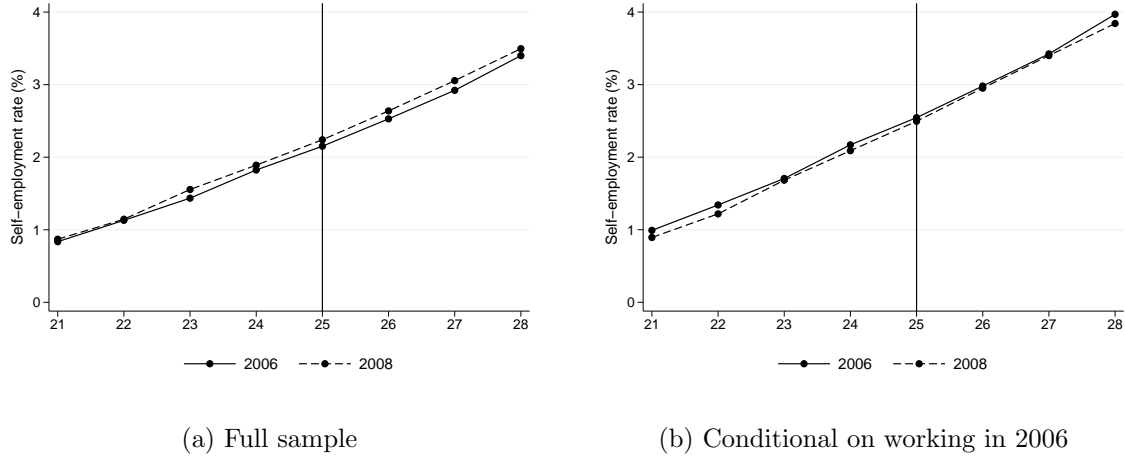 Self−employment rate (%)
4
3
2
1
0
21 22 23 24 25 26 27 28
2006 2008
(a) Full sample
Self−employment rate (%)
4
3
2
1
0
21 22 23 24 25 26 27 28
2006 2008
(b) Conditional on working in 2006